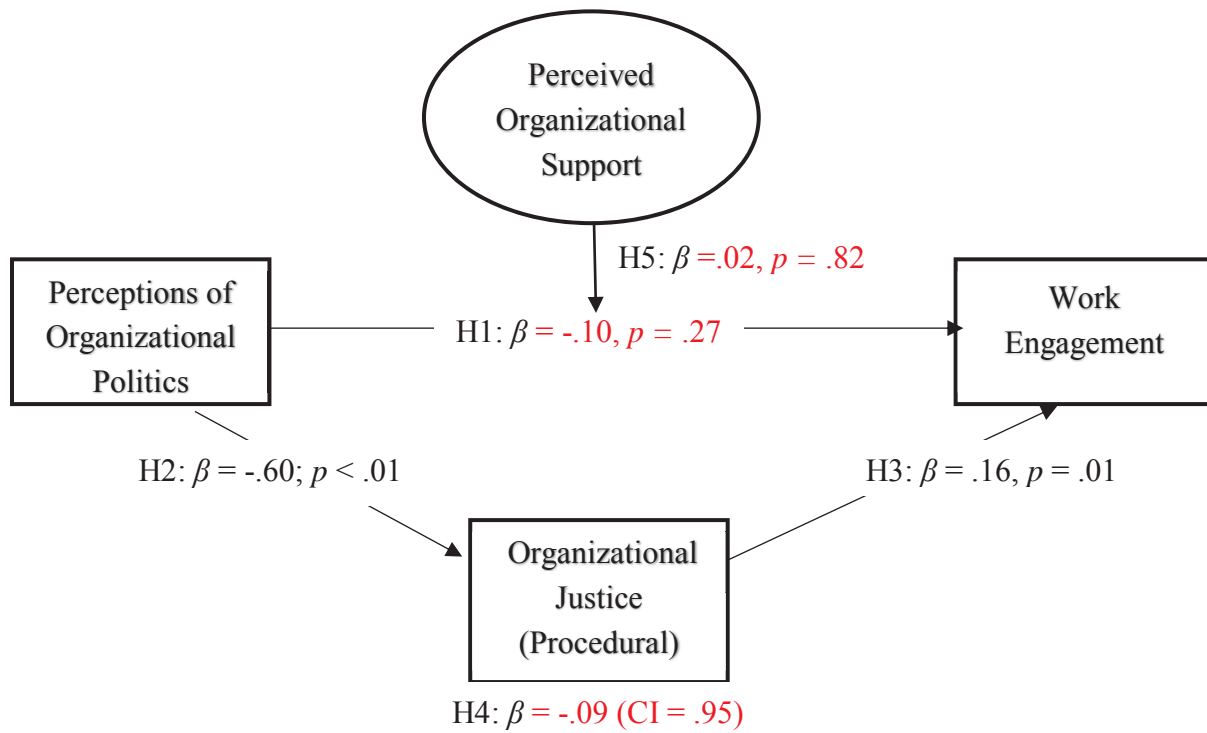 Perceived
Organizational
Support
H5: β =.02, p = .82
Perceptions of
Organizational
Politics
H1: β = -.10, p = .27
Work
Engagement
H2: β = -.60; p < .01
H3: β = .16, p = .01
Organizational
Justice
(Procedural)
H4: β = -.09 (CI = .95)